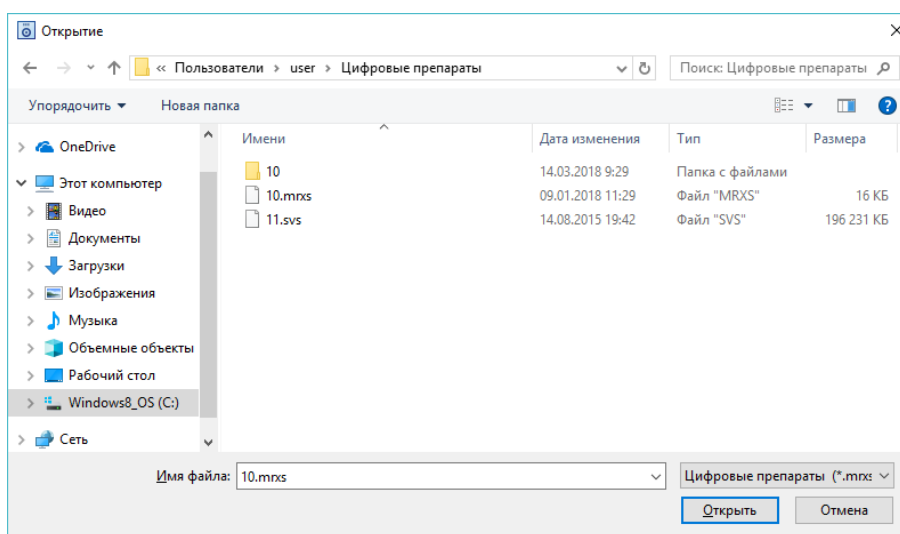 Открытие
« Пользователи › user › Цифровые препараты
Поиск: Цифровые препараты
Упорядочить
Новая папка
Имени Дата изменения Тип Размера
10 14.03.2018 9:29 Папка с файлами
10.mrxs 09.01.2018 11:29 Файл "MRXS" 16 КБ
11.svs 14.08.2015 19:42 Файл "SVS" 196 231 КБ
OneDrive
Этот компьютер
Видео
Документы
Загрузки
Изображения
Музыка
Объемные объекты
Рабочий стол
Windows8_OS (C:)
Сеть
Имя файла: 10.mrxs
Цифровые препараты (*.mrxs
Открыть Отмена